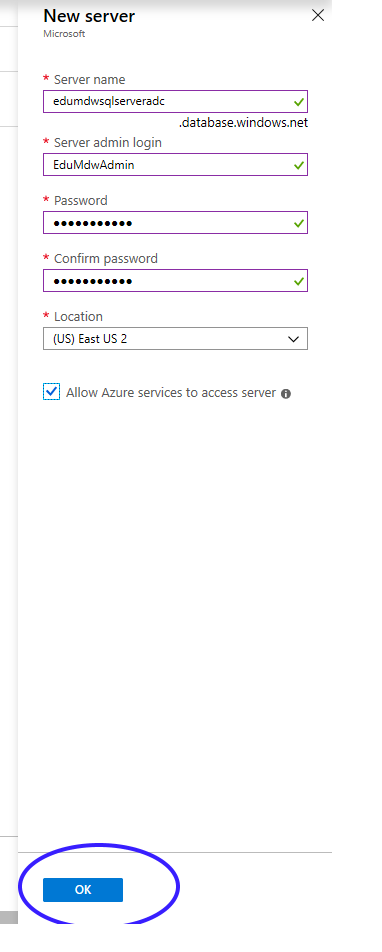 New server
Microsoft
* Server name
edumdwsqlserveradc
.database.windows.net
* Server admin login
EduMdwAdmin
* Password
•••••••••••
* Confirm password
•••••••••••
* Location
(US) East US 2
Allow Azure services to access server
OK